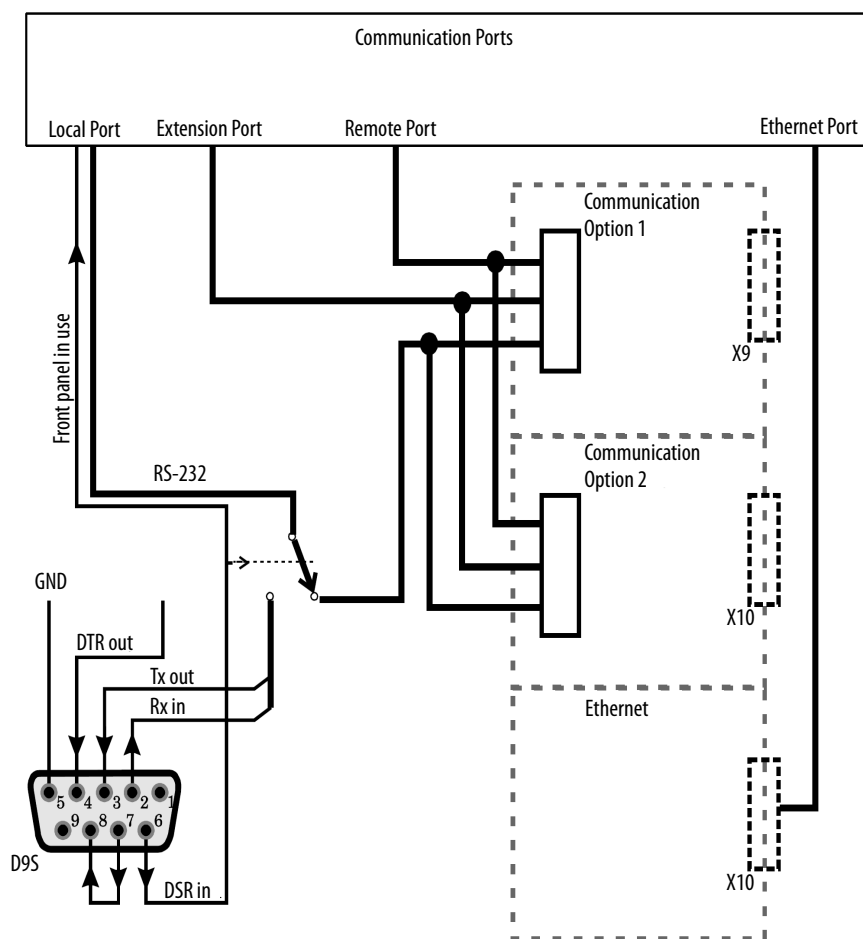 Communication Ports
Local Port
Extension Port
Remote Port
Ethernet Port
Communication
Option 1
X9
Front panel in use
RS-232
Communication
Option 2
X10
GND
DTR out
Tx out
Rx in
Ethernet
5
4
3
2
1
9
8
7
6
D9S
DSR in
X10